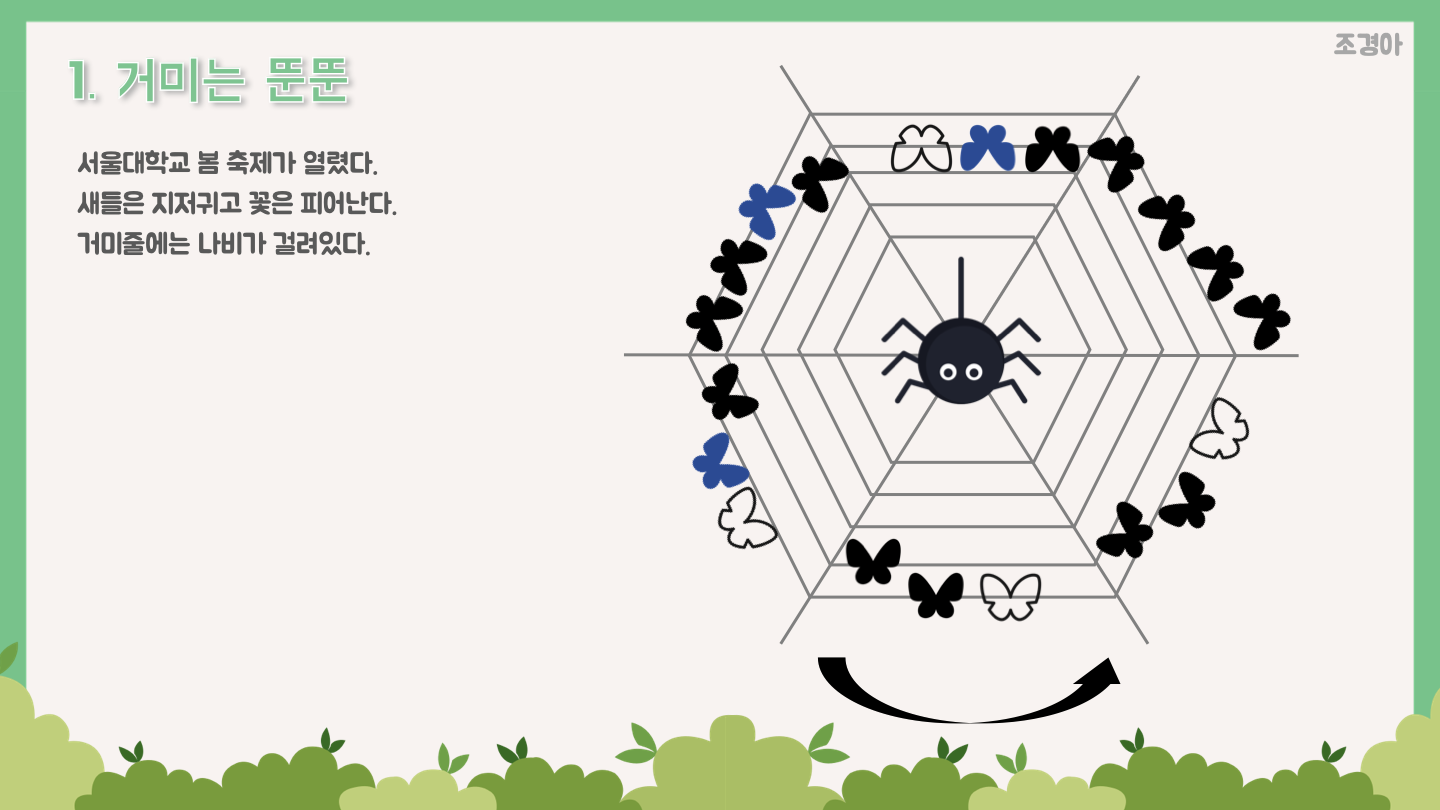 조경아
1. 거미는 뚠뚠
서울대학교 봄 축제가 열렸다.
새들은 지저귀고 꽃은 피어난다.
거미줄에는 나비가 걸려있다.